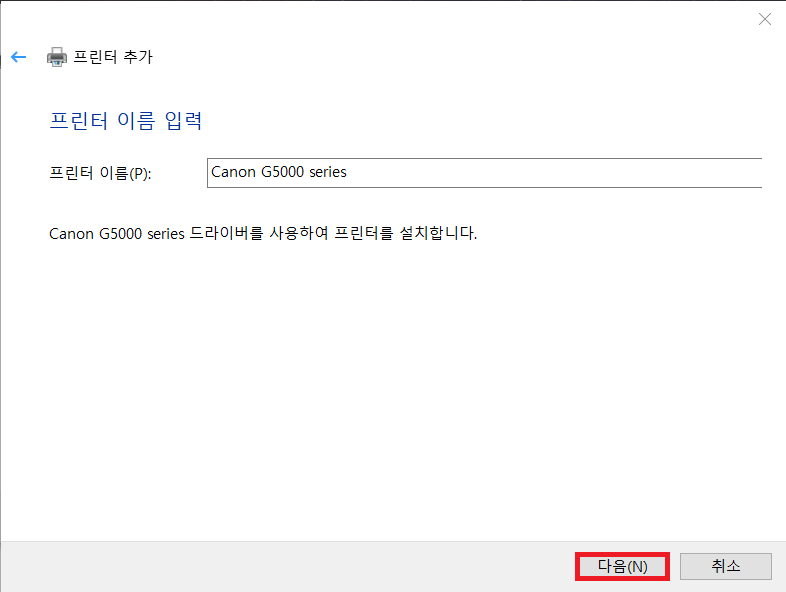 프린터 추가
프린터 이름 입력
프린터 이름(P): Canon G5000 series
Canon G5000 series 드라이버를 사용하여 프린터를 설치합니다.
다음(N) 취소